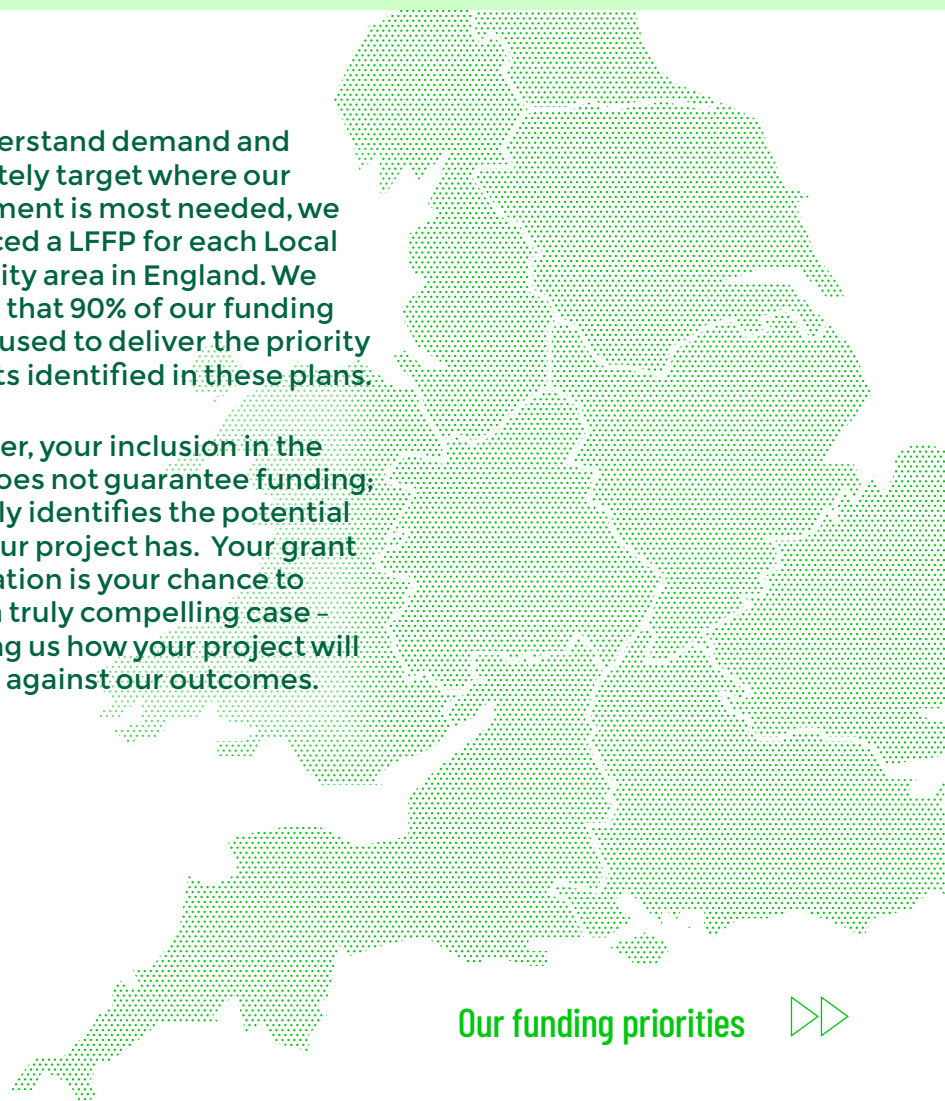 erstand demand and
tely target where our
ment is most needed, we
ced a LFFP for each Local
ity area in England. We
that 90% of our funding
used to deliver the priority
ts identified in these plans.
er, your inclusion in the
oes not guarantee funding;
ly identifies the potential
ur project has. Your grant
ation is your chance to
truly compelling case –
ng us how your project will
against our outcomes.
Our funding priorities